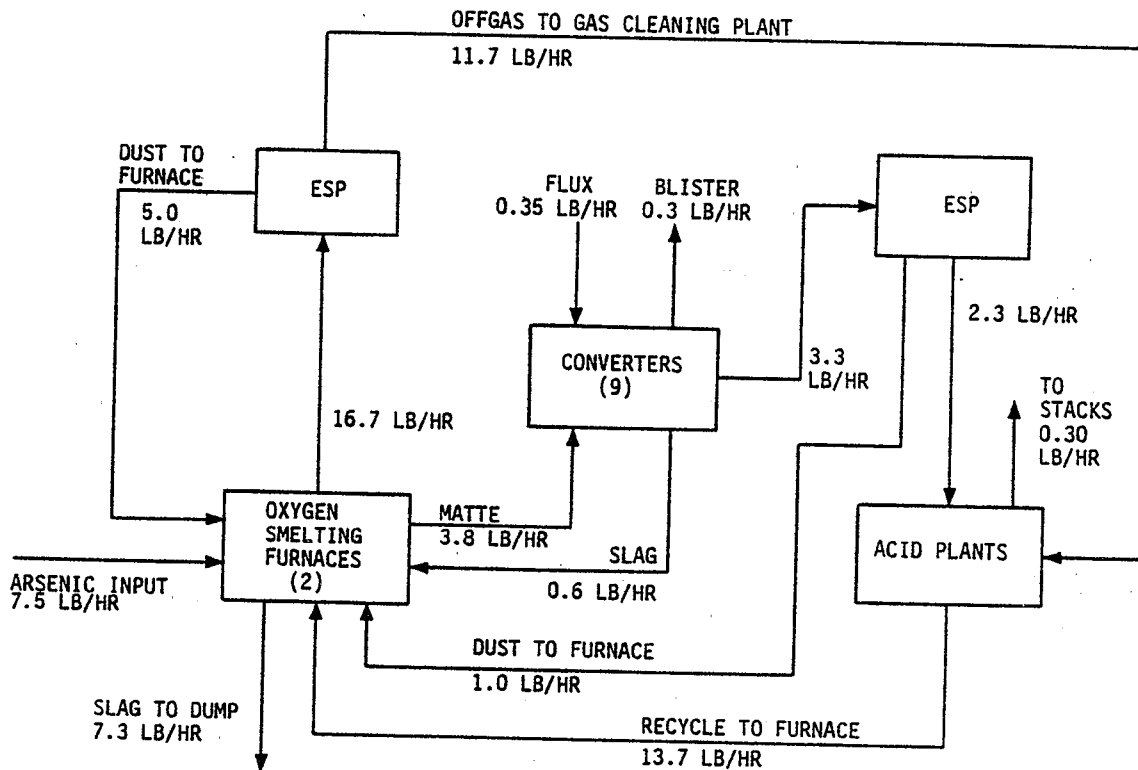 OFFGAS TO GAS CLEANING PLANT
11.7 LB/HR
DUST TO
FURNACE
5.0
LB/HR
ESP
FLUX
0.35 LB/HR
BLISTER
0.3 LB/HR
ESP
2.3 LB/HR
CONVERTERS
(9)
3.3
LB/HR
TO
STACKS
0.30
LB/HR
16.7 LB/HR
OXYGEN
SMELTING
FURNACES
(2)
MATTE
3.8 LB/HR
SLAG
0.6 LB/HR
ACID PLANTS
ARSENIC INPUT
7.5 LB/HR
DUST TO FURNACE
1.0 LB/HR
SLAG TO DUMP
7.3 LB/HR
RECYCLE TO FURNACE
13.7 LB/HR